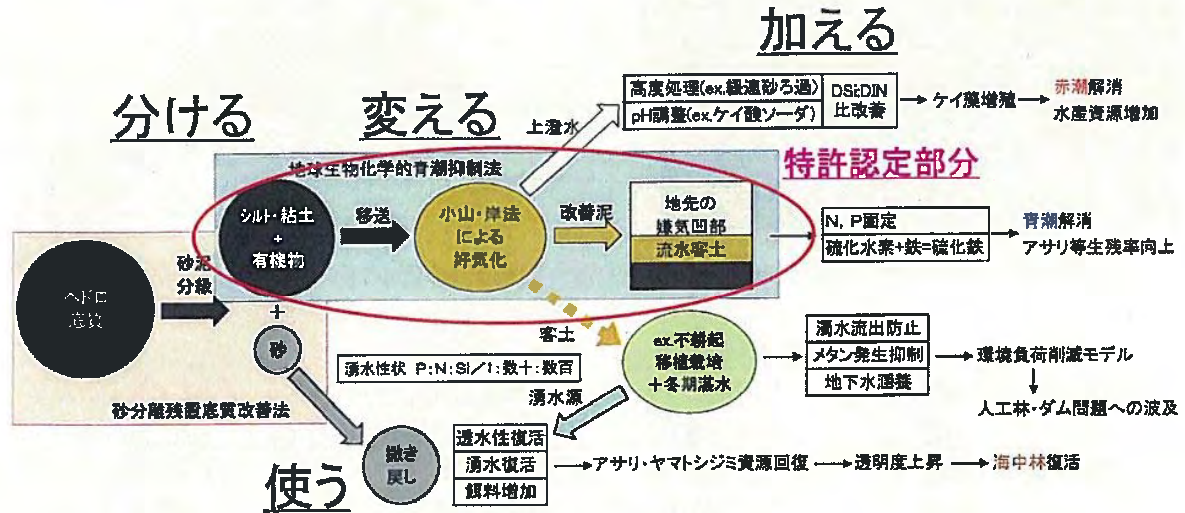 加える
分ける
変える
高度処理(ex.緩速砂ろ過)
pH調整(ex.ケイ酸ソーダ)
DSi:DIN
比改善
ケイ藻増殖
赤潮解消
水産資源増加
上澄水
特許認定部分
地球生物化学的青潮抑制法
シルト・粘土
+
有機物
移送
小山・岸法
による
好気化
改善泥
地先の
嫌気凹部
流水客土
N, P固定
硫化水素+鉄=硫化鉄
青潮解消
アサリ等生残率向上
ヘドロ
底質
砂泥
分級
+
砂
客土
ex.不耕起
移植栽培
+冬期湛水
濁水流出防止
メタン発生抑制
地下水涵養
環境負荷削減モデル
人工林・ダム問題への波及
湧水性状 P:N:Si/1:数十:数百
湧水源
砂分離残置底質改善法
撒き
戻し
透水性復活
湧水復活
餌料増加
アサリ・ヤマトシジミ資源回復
透明度上昇
海中林復活
使う